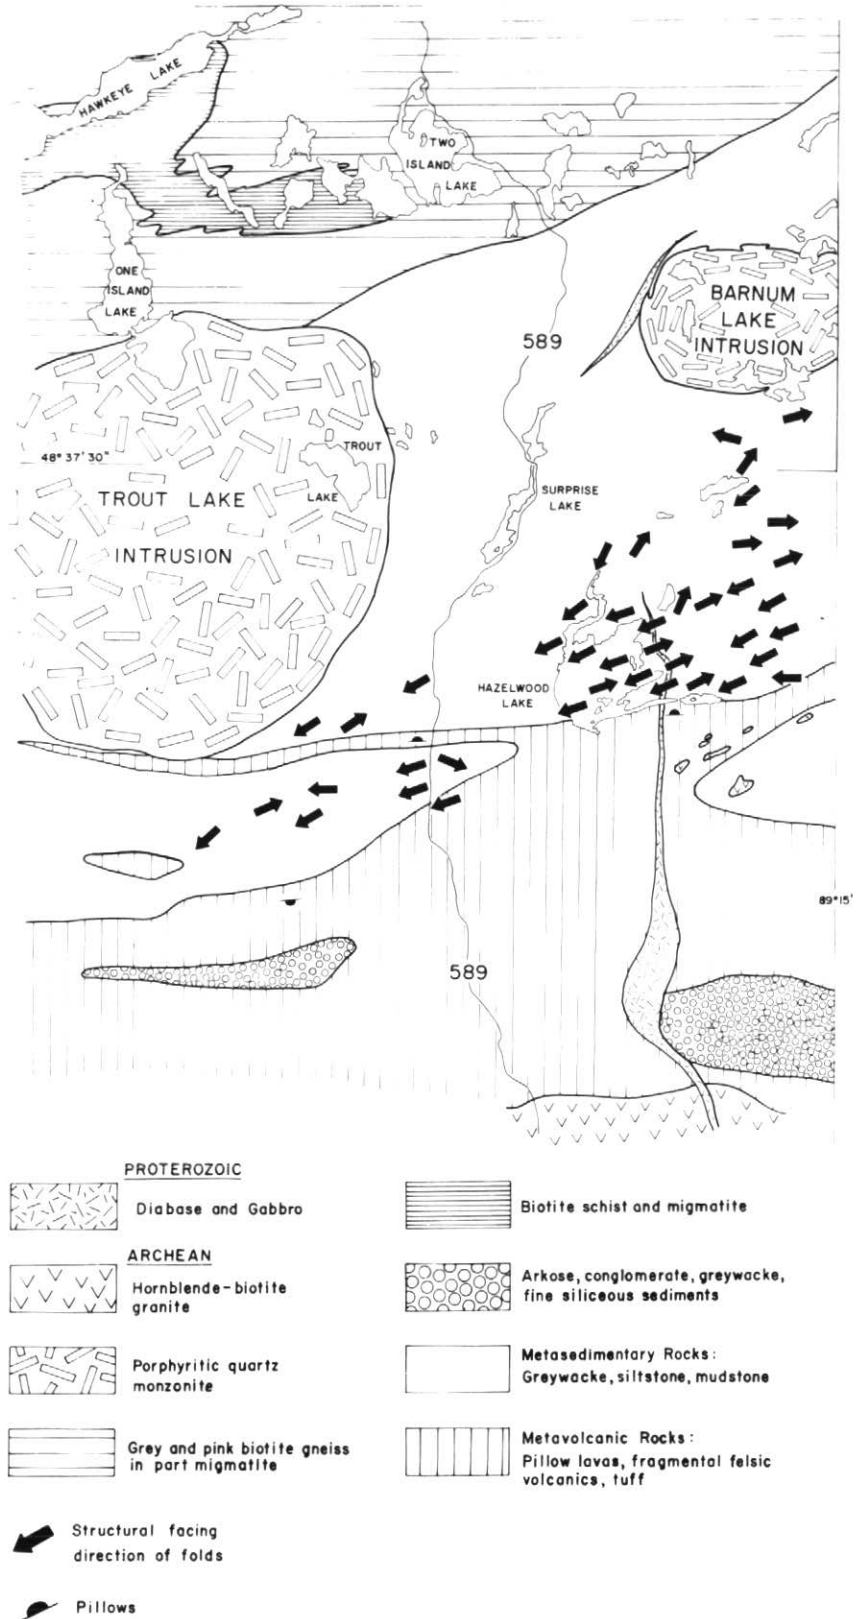 HAWKEYE LAKE
TWO
ISLAND
LAKE
ONE
ISLAND
LAKE
BARNUM
LAKE
INTRUSION
589
48° 37' 30"
TROUT
LAKE
TROUT LAKE
INTRUSION
SURPRISE
LAKE
HAZELWOOD
LAKE
89° 15'
589
PROTEROZOIC
Diabase and Gabbro
ARCHEAN
Hornblende-biotite
granite
Porphyritic quartz
monzonite
Grey and pink biotite gneiss
in part migmatite
Structural facing
direction of folds
Pillows
Biotite schist and migmatite
Arkose, conglomerate, greywacke,
fine siliceous sediments
Metasedimentary Rocks:
Greywacke, siltstone, mudstone
Metavolcanic Rocks:
Pillow lavas, fragmental felsic
volcanics, tuff